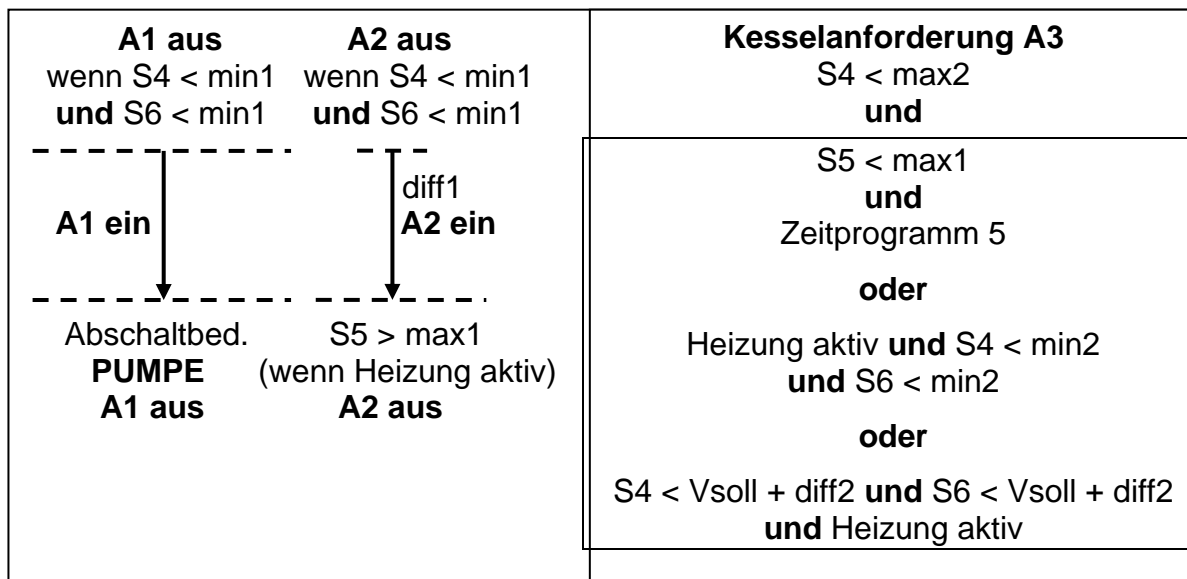 A1 aus
wenn S4 < min1
und S6 < min1
A1 ein
Abschaltbed.
PUMPE
A1 aus
A2 aus
wenn S4 < min1
und S6 < min1
diff1
A2 ein
S5 > max1
(wenn Heizung aktiv)
A2 aus
Kesselanforderung A3
S4 < max2
und
S5 < max1
und
Zeitprogramm 5
oder
Heizung aktiv und S4 < min2
und S6 < min2
oder
S4 < Vsoll + diff2 und S6 < Vsoll + diff2
und Heizung aktiv